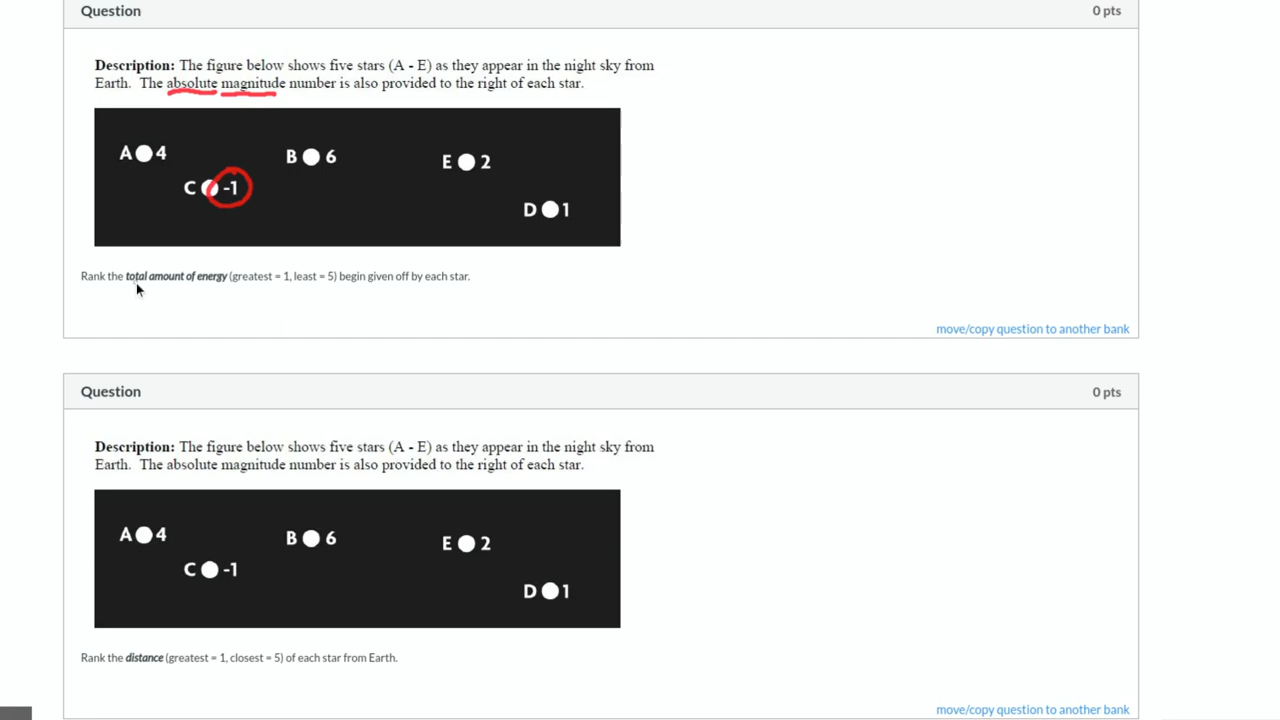 Question 0 pts
Description: The figure below shows five stars (A - E) as they appear in the night sky from
Earth. The absolute magnitude number is also provided to the right of each star.
A 4
B 6
E 2
C -1
D 1
Rank the total amount of energy (greatest = 1, least = 5) begin given off by each star.
move/copy question to another bank
Question 0 pts
Description: The figure below shows five stars (A - E) as they appear in the night sky from
Earth. The absolute magnitude number is also provided to the right of each star.
A 4
B 6
E 2
C -1
D 1
Rank the distance (greatest = 1, closest = 5) of each star from Earth.
move/copy question to another bank